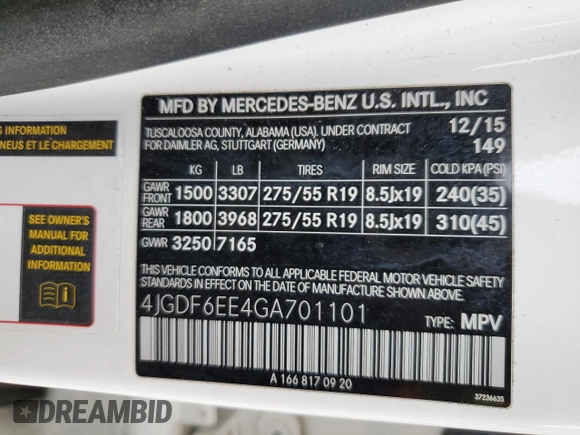 MFD BY MERCEDES-BENZ U.S. INTL., INC
TUSCALOOSA COUNTY, ALABAMA (USA). UNDER CONTRACT 12/15
FOR DAIMLER AG, STUTTGART (GERMANY) 149
KG LB TIRES RIM SIZE COLD KPA (PSI)
GAWR FRONT 1500 3307 275/55 R19 8.5Jx19 240(35)
GAWR REAR 1800 3968 275/55 R19 8.5Jx19 310(45)
GVWR 3250 7165
THIS VEHICLE CONFORMS TO ALL APPLICABLE FEDERAL MOTOR VEHICLE SAFETY
STANDARDS IN EFFECT ON THE DATE OF MANUFACTURE SHOWN ABOVE.
4JGDF6EE4GA701101
TYPE: MPV
A 166 817 09 20
37236635
INFORMATION
PNEUS ET LE CHARGEMENT
SEE OWNER'S
MANUAL FOR
ADDITIONAL
INFORMATION
DREAMBID